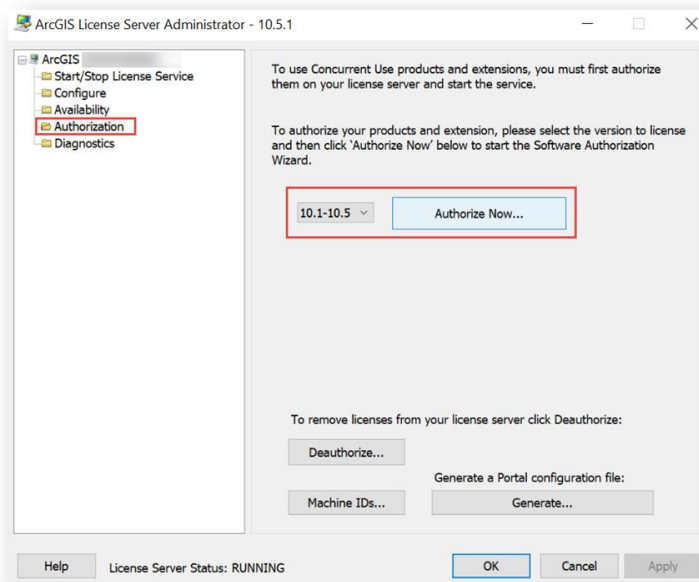 ArcGIS License Server Administrator - 10.5.1
ArcGIS
Start/Stop License Service
Configure
Availability
Authorization
Diagnostics
To use Concurrent Use products and extensions, you must first authorize
them on your license server and start the service.
To authorize your products and extension, please select the version to license
and then click 'Authorize Now' below to start the Software Authorization
Wizard.
10.1-10.5
Authorize Now...
To remove licenses from your license server click Deauthorize:
Deauthorize...
Generate a Portal configuration file:
Machine IDs...
Generate...
Help
License Server Status: RUNNING
OK
Cancel
Apply